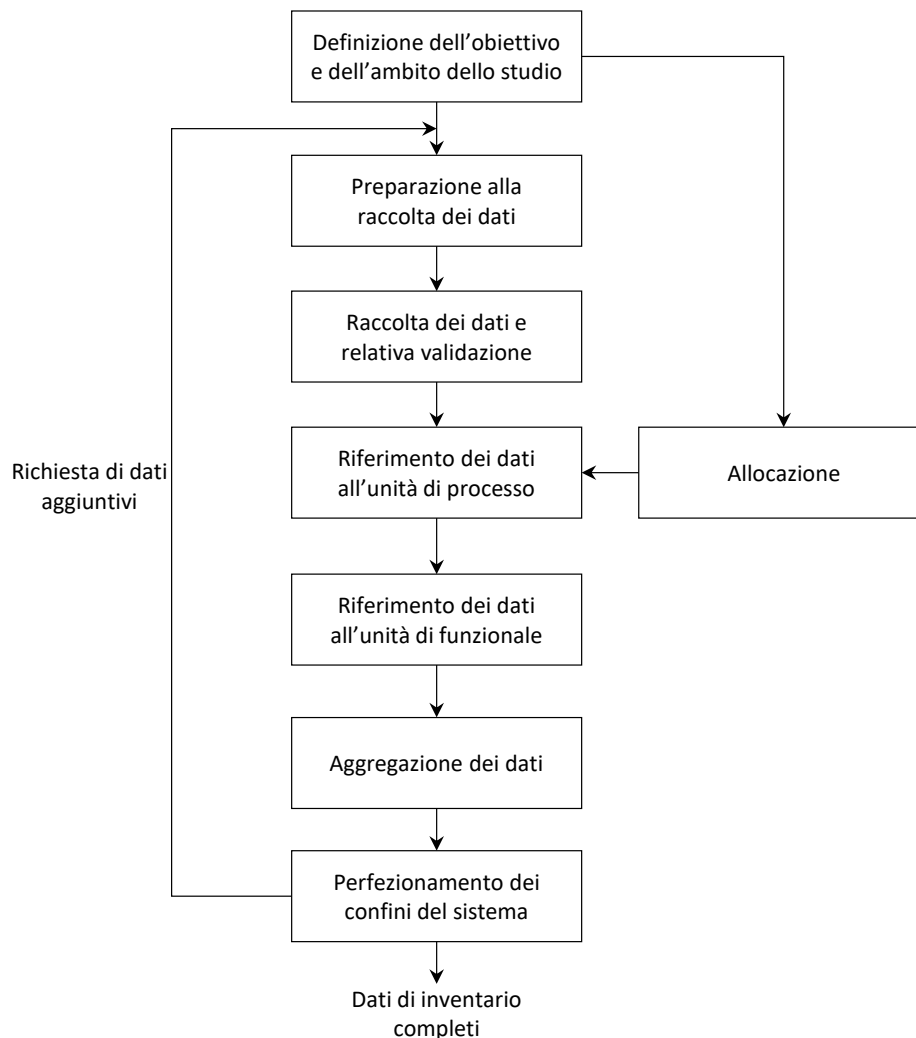 Definizione dell’obiettivo
e dell’ambito dello studio
Preparazione alla
raccolta dei dati
Raccolta dei dati e
relativa validazione
Richiesta di dati
aggiuntivi
Riferimento dei dati
all’unità di processo
Allocazione
Riferimento dei dati
all’unità di funzionale
Aggregazione dei dati
Perfezionamento dei
confini del sistema
Dati di inventario
completi